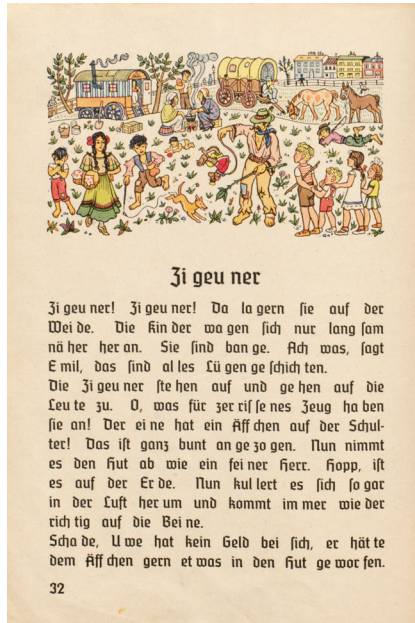 Zi geu ner
Zi geu ner! Zi geu ner! Da la gern sie auf der
Wei de. Die Kin der wa gen sich nur lang sam
nä her her an. Sie sind ban ge. Ach was, sagt
E mil, das sind al les Lü gen ge schich ten.
Die Zi geu ner ste hen auf und ge hen auf die
Leu te zu. O, was für zer ris se nes Zeug ha ben
sie an! Der ei ne hat ein Äff chen auf der Schul-
ter! Das ist ganz bunt an ge zo gen. Nun nimmt
es den Hut ab wie ein fei ner Herr. Hopp, ist
es auf der Er de. Nun kul lert es sich so gar
in der Luft her um und kommt im mer wie der
rich tig auf die Bei ne.
Scha de, U we hat kein Geld bei sich, er hät te
dem Äff chen gern et was in den Hut ge wor fen.
32